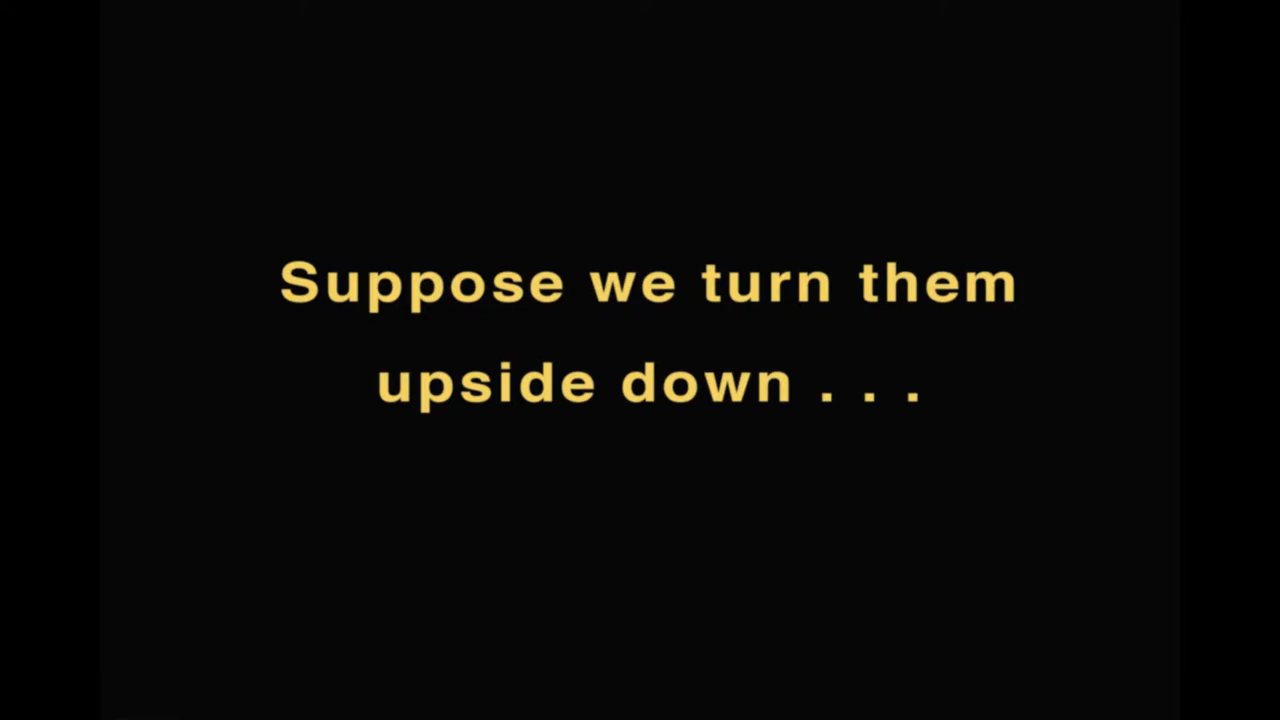 Suppose we turn them
upside down . . .